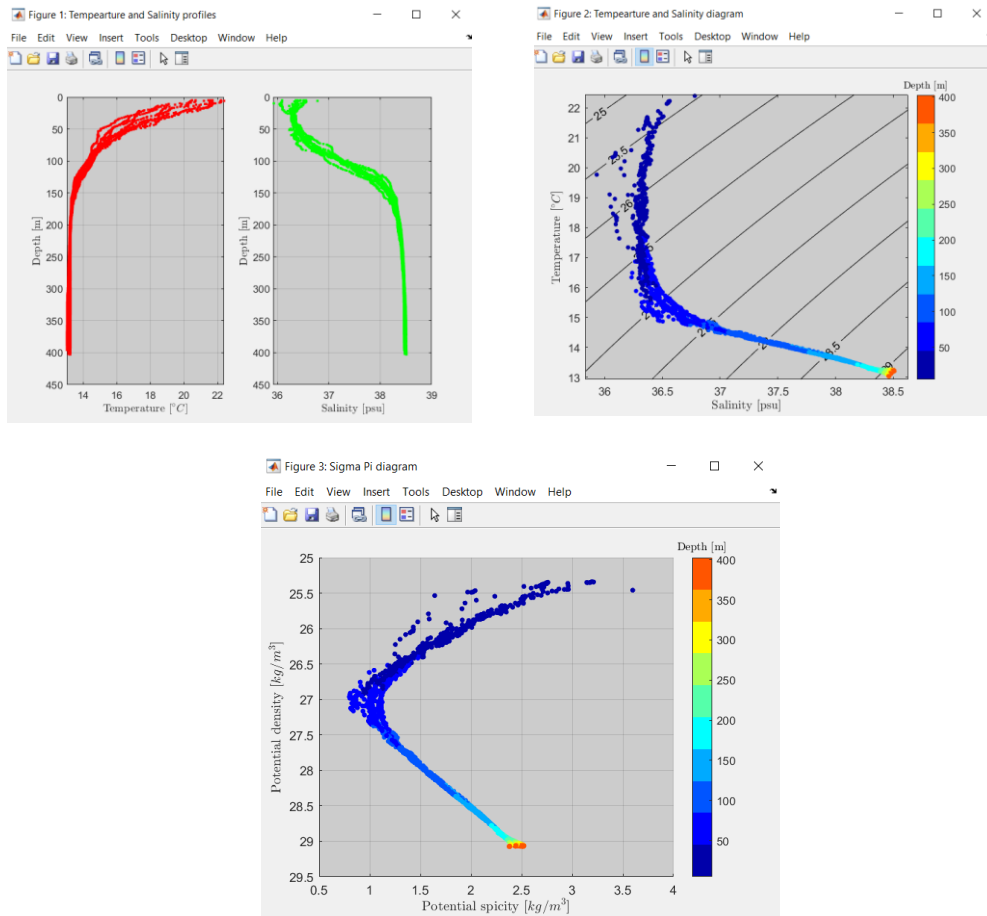 Figure 1: Tempearture and Salinity profiles
File Edit View Insert Tools Desktop Window Help
0
50
100
150
200
250
300
350
400
450
Depth [m]
14 16 18 20 22
Temperature [°C]
0
50
100
150
200
250
300
350
400
450
Depth [m]
36 37 38 39
Salinity [psu]
Figure 2: Tempearture and Salinity diagram
File Edit View Insert Tools Desktop Window Help
Depth [m]
22
21
20
19
18
17
16
15
14
13
Temperature [°C]
25
26
36 36.5 37 37.5 38 38.5
Salinity [psu]
400
350
300
250
200
150
100
50
Figure 3: Sigma Pi diagram
File Edit View Insert Tools Desktop Window Help
Depth [m]
25
25.5
26
26.5
27
27.5
28
28.5
29
29.5
Potential density [kg/m³]
0.5 1 1.5 2 2.5 3 3.5 4
Potential spicity [kg/m³]
400
350
300
250
200
150
100
50